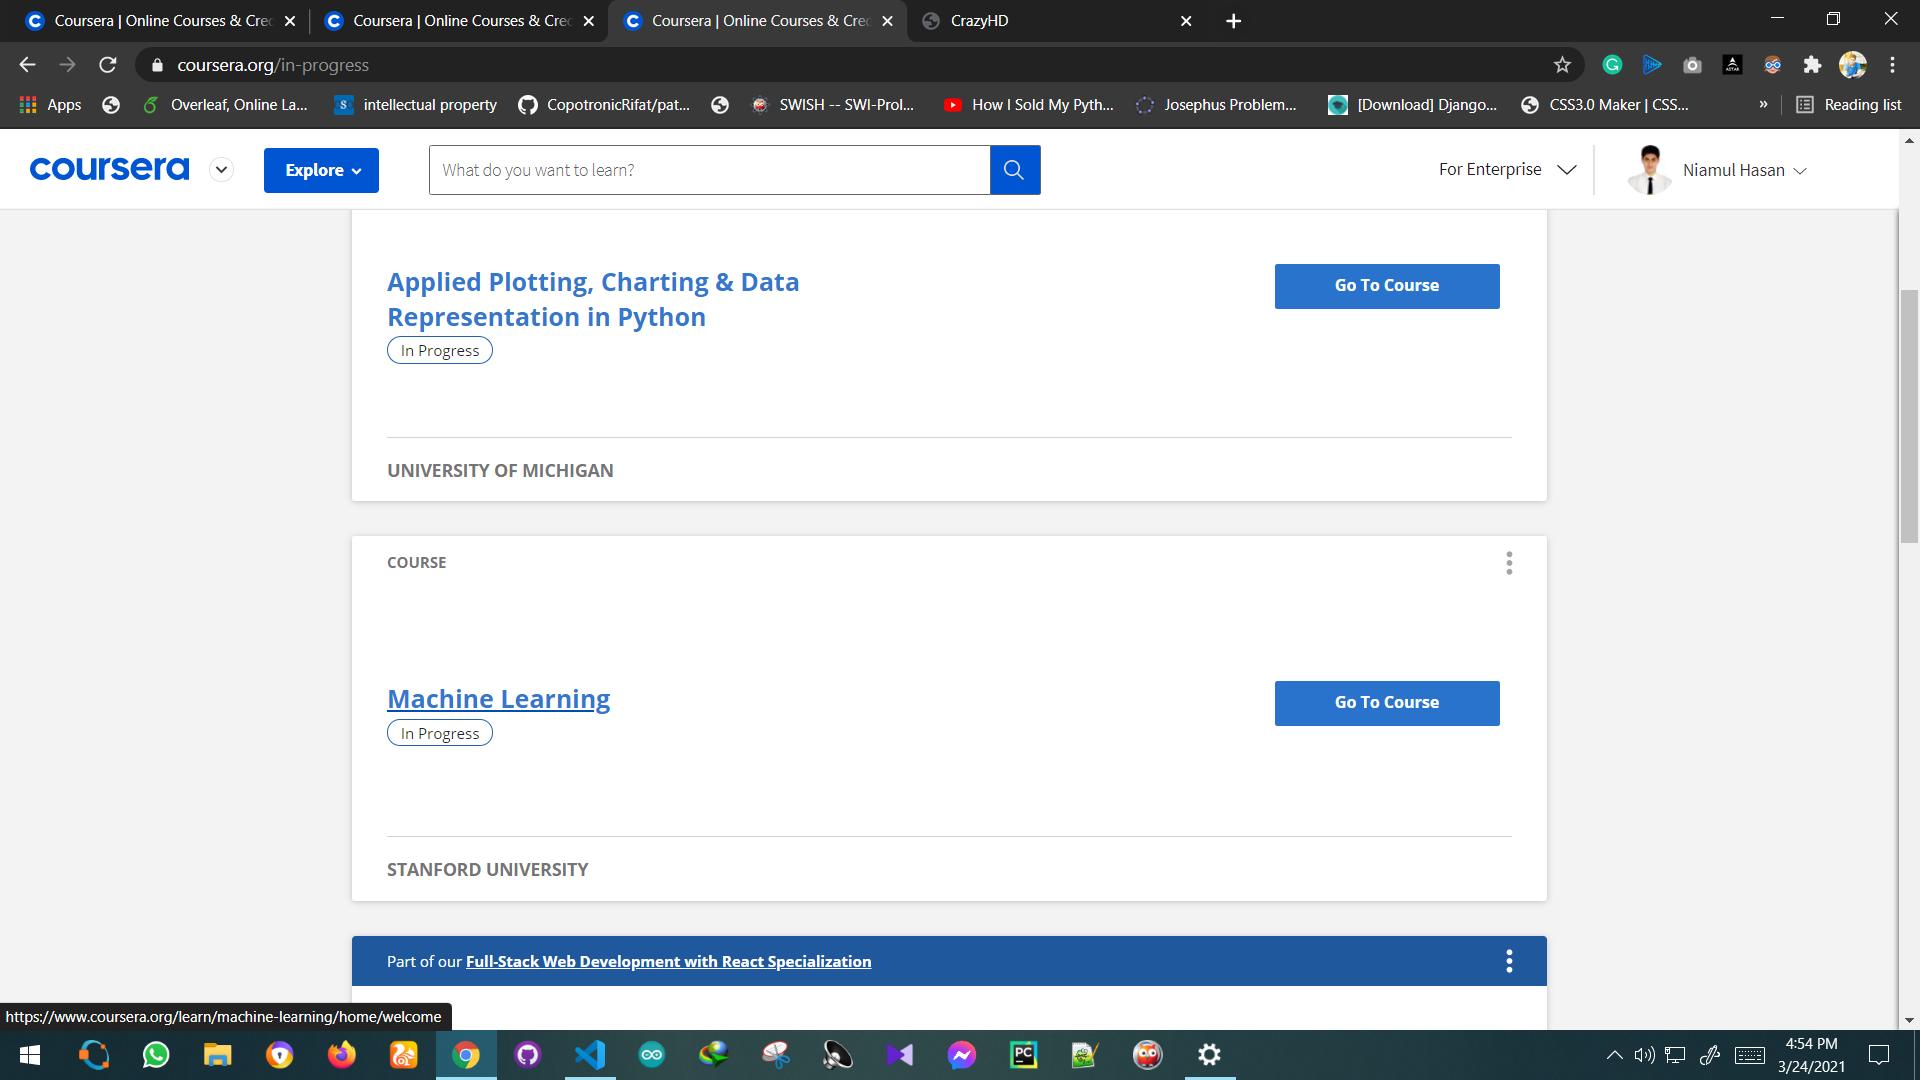 Coursera | Online Courses & Cred
Coursera | Online Courses & Cred
Coursera | Online Courses & Cred
CrazyHD
coursera.org/in-progress
Apps
Overleaf, Online La...
intellectual property
CopotronicRifat/pat...
SWISH -- SWI-Prol...
How I Sold My Pyth...
Josephus Problem...
[Download] Django...
CSS3.0 Maker | CSS...
»
Reading list
coursera
Explore
What do you want to learn?
For Enterprise
Niamul Hasan
Applied Plotting, Charting & Data
Representation in Python
Go To Course
In Progress
UNIVERSITY OF MICHIGAN
COURSE
Machine Learning
Go To Course
In Progress
STANFORD UNIVERSITY
Part of our Full-Stack Web Development with React Specialization
https://www.coursera.org/learn/machine-learning/home/welcome
4:54 PM
3/24/2021